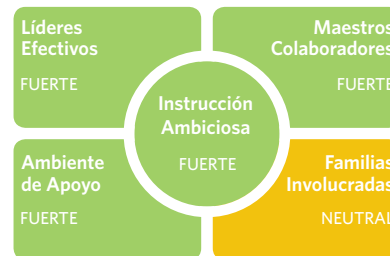 Líderes
Efectivos
FUERTE
Maestros
Colaboradores
FUERTE
Instrucción
Ambiciosa
FUERTE
Ambiente
de Apoyo
FUERTE
Familias
Involucradas
NEUTRAL